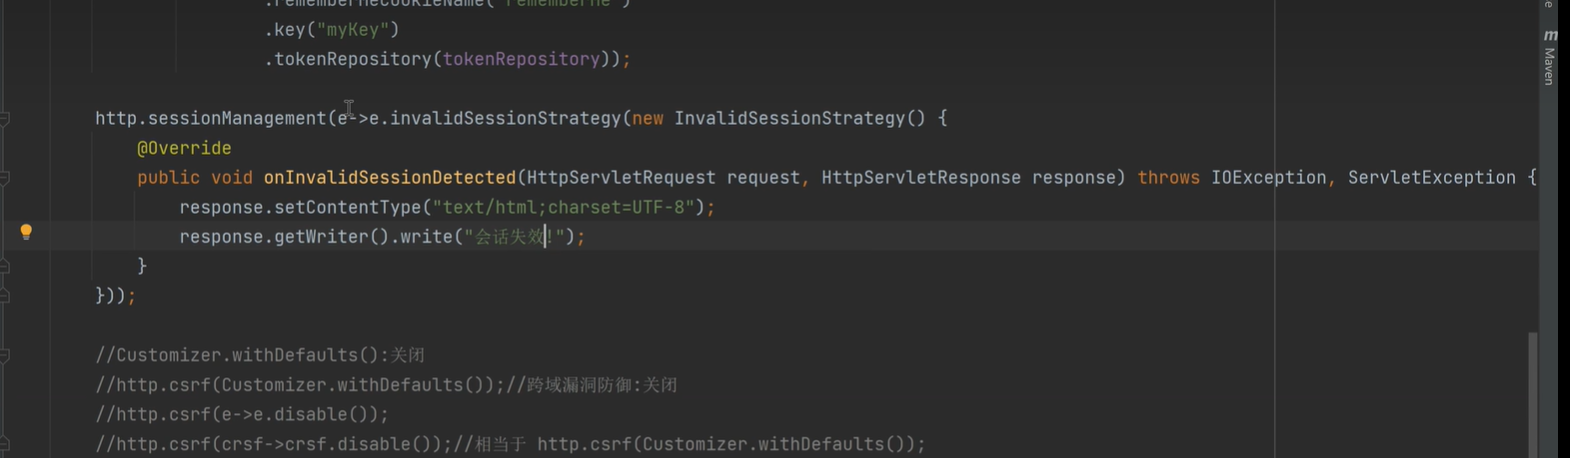 .rememberMeCookieName("rememberMe")
.key("myKey")
.tokenRepository(tokenRepository));
http.sessionManagement(e->e.invalidSessionStrategy(new InvalidSessionStrategy() {
@Override
public void onInvalidSessionDetected(HttpServletRequest request, HttpServletResponse response) throws IOException, ServletException {
response.setContentType("text/html;charset=UTF-8");
response.getWriter().write("会话失效!");
}
}));
//Customizer.withDefaults():关闭
//http.csrf(Customizer.withDefaults());//跨域漏洞防御:关闭
//http.csrf(e->e.disable());
//http.csrf(crsf->crsf.disable());//相当于 http.csrf(Customizer.withDefaults());
e
m
Maven